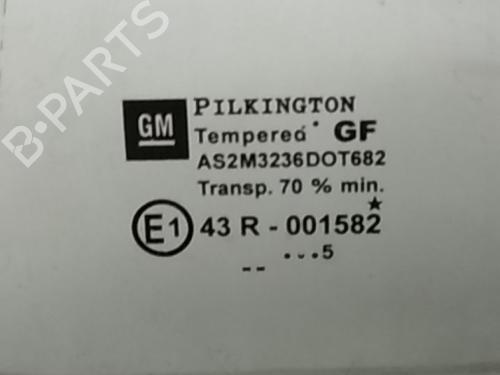 GM PILKINGTON
Tempered GF
AS2M3236DOT682
Transp. 70 % min.
E1 43 R - 001582
-- ...5
B-PARTS